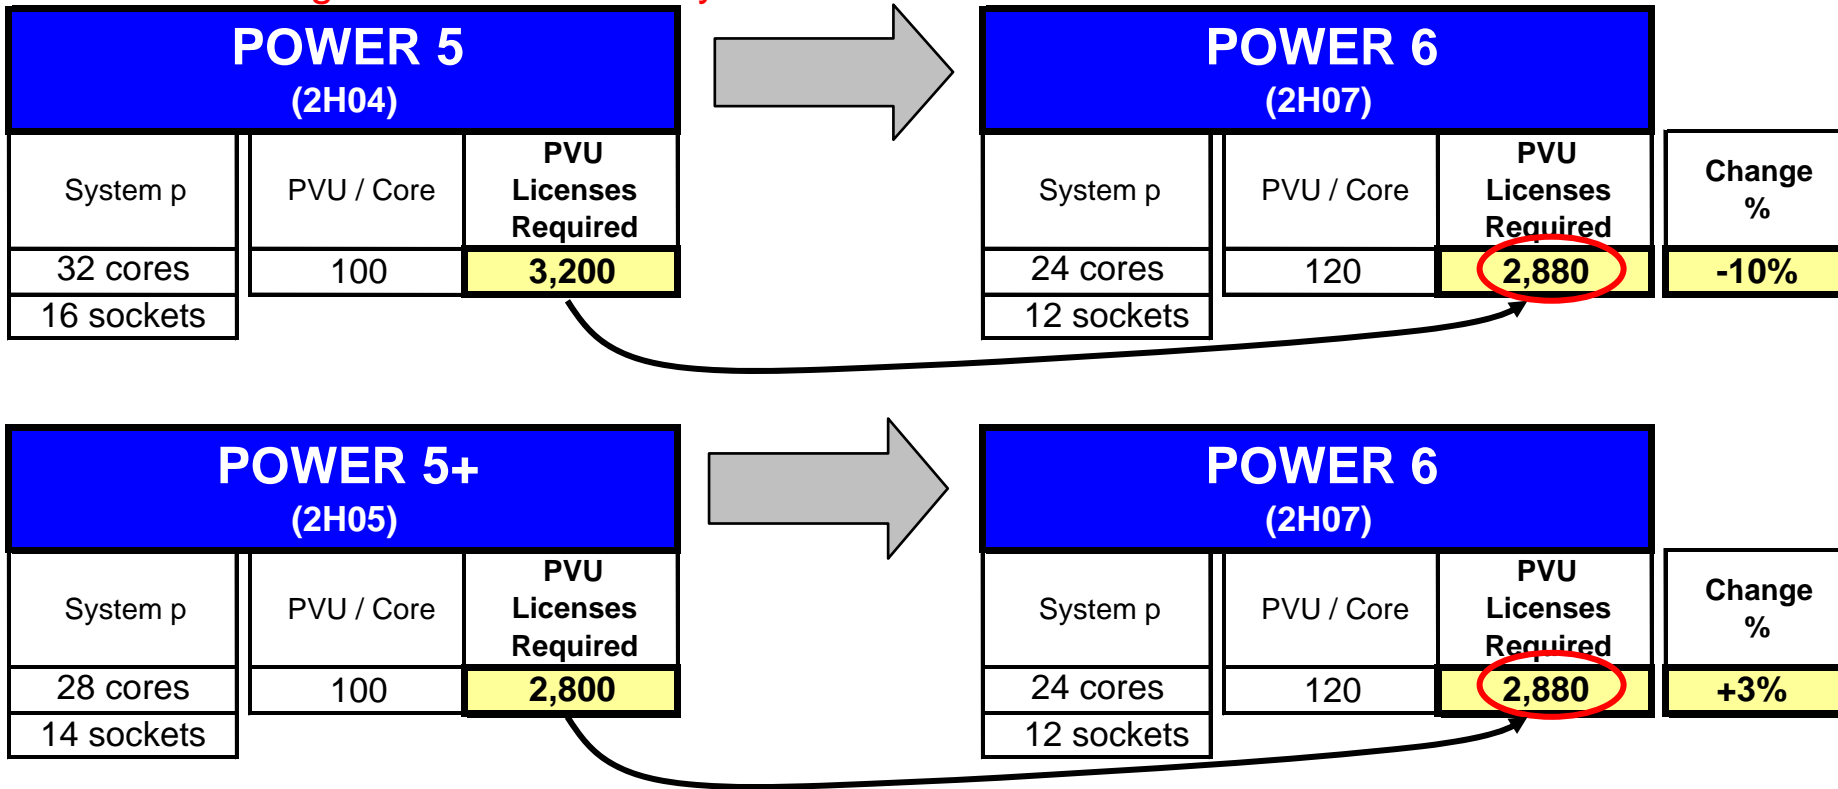 POWER 5
(2H04)
System p
PVU / Core
PVU
Licenses
Required
32 cores
100
3,200
16 sockets
POWER 6
(2H07)
System p
PVU / Core
PVU
Licenses
Required
Change
%
24 cores
120
2,880
-10%
12 sockets
POWER 5+
(2H05)
System p
PVU / Core
PVU
Licenses
Required
28 cores
100
2,800
14 sockets
POWER 6
(2H07)
System p
PVU / Core
PVU
Licenses
Required
Change
%
24 cores
120
2,880
+3%
12 sockets